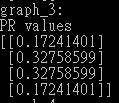 graph_3:
PR values
[[0.17241401]
 [0.32758599]
 [0.32758599]
 [0.17241401]]